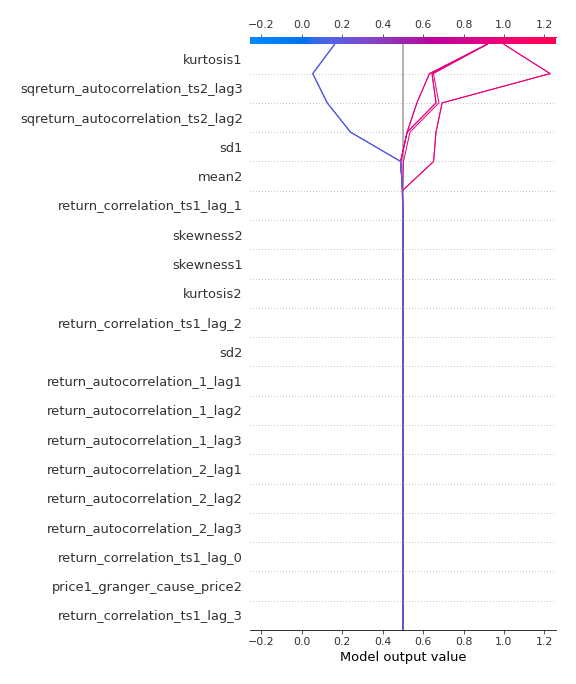 −0.2 0.0 0.2 0.4 0.6 0.8 1.0 1.2
kurtosis1
sqreturn_autocorrelation_ts2_lag3
sqreturn_autocorrelation_ts2_lag2
sd1
mean2
return_correlation_ts1_lag_1
skewness2
skewness1
kurtosis2
return_correlation_ts1_lag_2
sd2
return_autocorrelation_1_lag1
return_autocorrelation_1_lag2
return_autocorrelation_1_lag3
return_autocorrelation_2_lag1
return_autocorrelation_2_lag2
return_autocorrelation_2_lag3
return_correlation_ts1_lag_0
price1_granger_cause_price2
return_correlation_ts1_lag_3
−0.2 0.0 0.2 0.4 0.6 0.8 1.0 1.2
Model output value